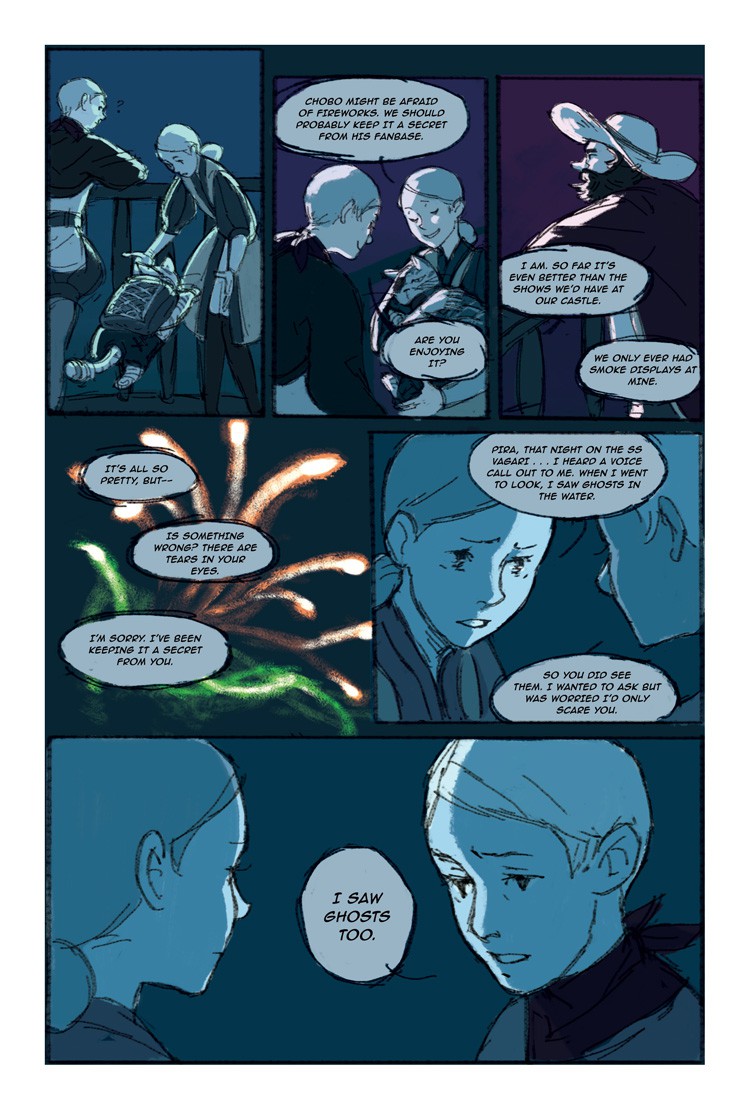 ?
CHOBO MIGHT BE AFRAID
OF FIREWORKS. WE SHOULD
PROBABLY KEEP IT A SECRET
FROM HIS FANBASE.
ARE YOU
ENJOYING
IT?
I AM. SO FAR IT'S
EVEN BETTER THAN THE
SHOWS WE'D HAVE AT
OUR CASTLE.
WE ONLY EVER HAD
SMOKE DISPLAYS AT
MINE.
IT'S ALL SO
PRETTY, BUT--
IS SOMETHING
WRONG? THERE ARE
TEARS IN YOUR
EYES.
I'M SORRY. I'VE BEEN
KEEPING IT A SECRET
FROM YOU.
PIRA, THAT NIGHT ON THE SS
VAGARI . . . I HEARD A VOICE
CALL OUT TO ME. WHEN I WENT
TO LOOK, I SAW GHOSTS IN
THE WATER.
SO YOU DID SEE
THEM. I WANTED TO ASK BUT
WAS WORRIED I'D ONLY
SCARE YOU.
I SAW
GHOSTS
TOO.